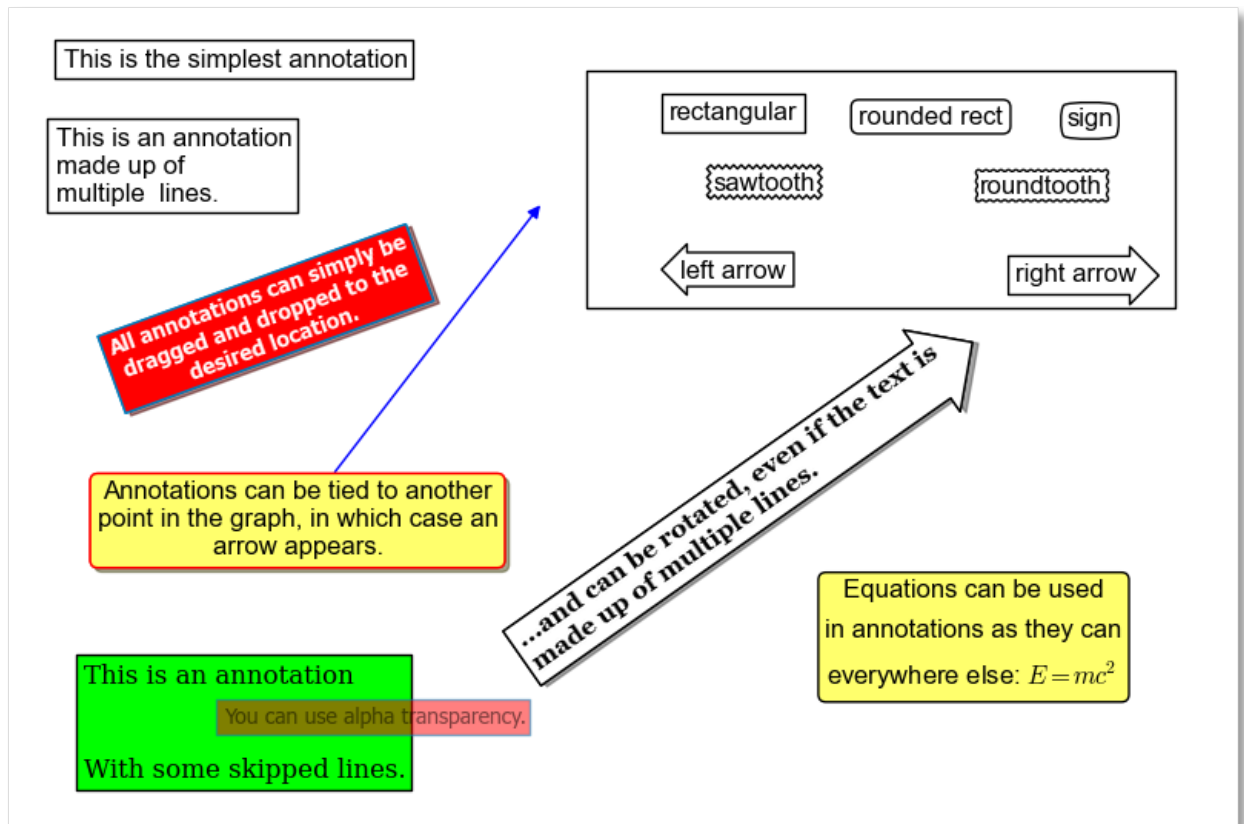 This is the simplest annotation
This is an annotation
made up of
multiple  lines.
rectangular
rounded rect
sign
sawtooth
roundtooth
left arrow
right arrow
All annotations can simply be
dragged and dropped to the
desired location.
...and can be rotated, even if the text is
made up of multiple lines.
Annotations can be tied to another
point in the graph, in which case an
arrow appears.
Equations can be used
in annotations as they can
everywhere else: E=mc²
This is an annotation
You can use alpha transparency.
With some skipped lines.